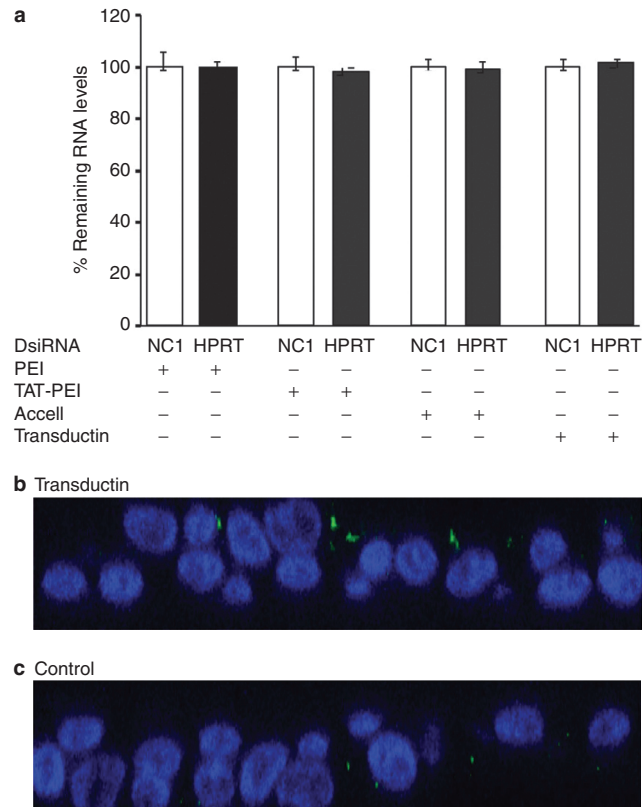 a
% Remaining RNA levels
120
100
80
60
40
20
0
DsiRNA NC1 HPRT NC1 HPRT NC1 HPRT NC1 HPRT
PEI + + – – – – – –
TAT-PEI – – + + – – – –
Accell – – – – + + – –
Transductin – – – – – – + +
b Transductin
c Control